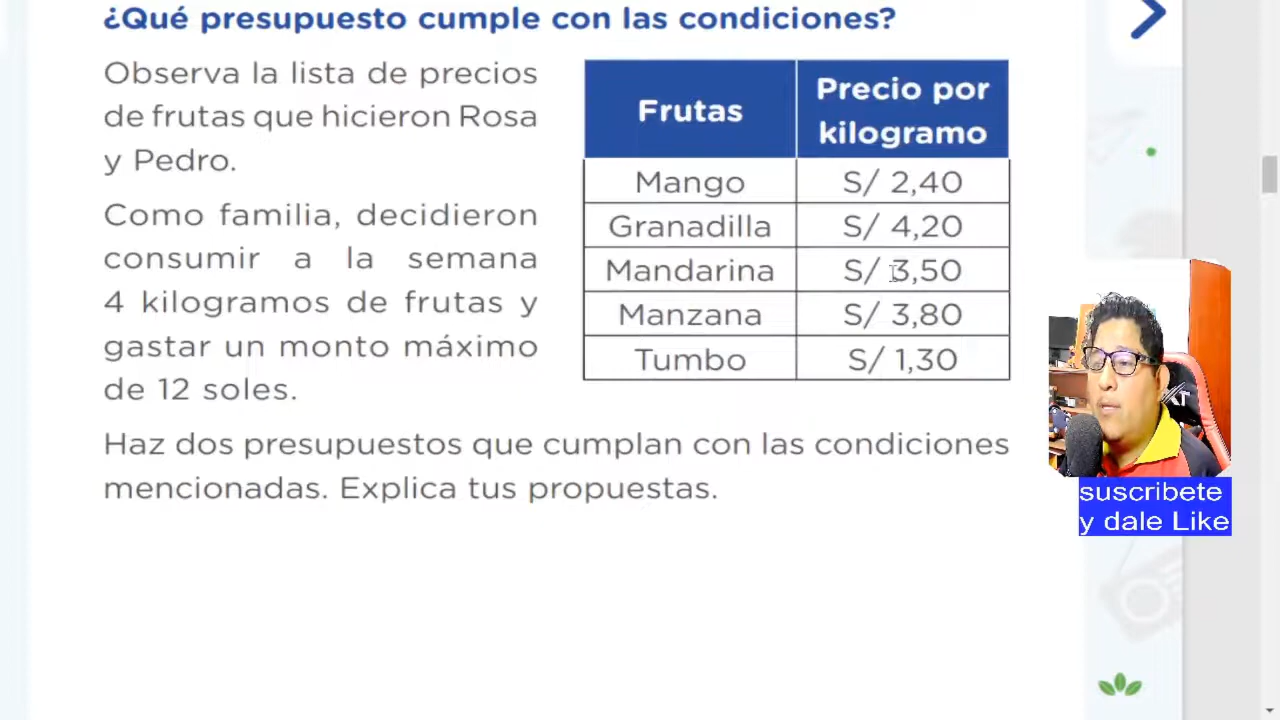 ¿Qué presupuesto cumple con las condiciones?
Observa la lista de precios
de frutas que hicieron Rosa
y Pedro.
Como familia, decidieron
consumir a la semana
4 kilogramos de frutas y
gastar un monto máximo
de 12 soles.
Frutas
Precio por
kilogramo
Mango S/ 2,40
Granadilla S/ 4,20
Mandarina S/ 3,50
Manzana S/ 3,80
Tumbo S/ 1,30
Haz dos presupuestos que cumplan con las condiciones
mencionadas. Explica tus propuestas.
suscribete
y dale Like